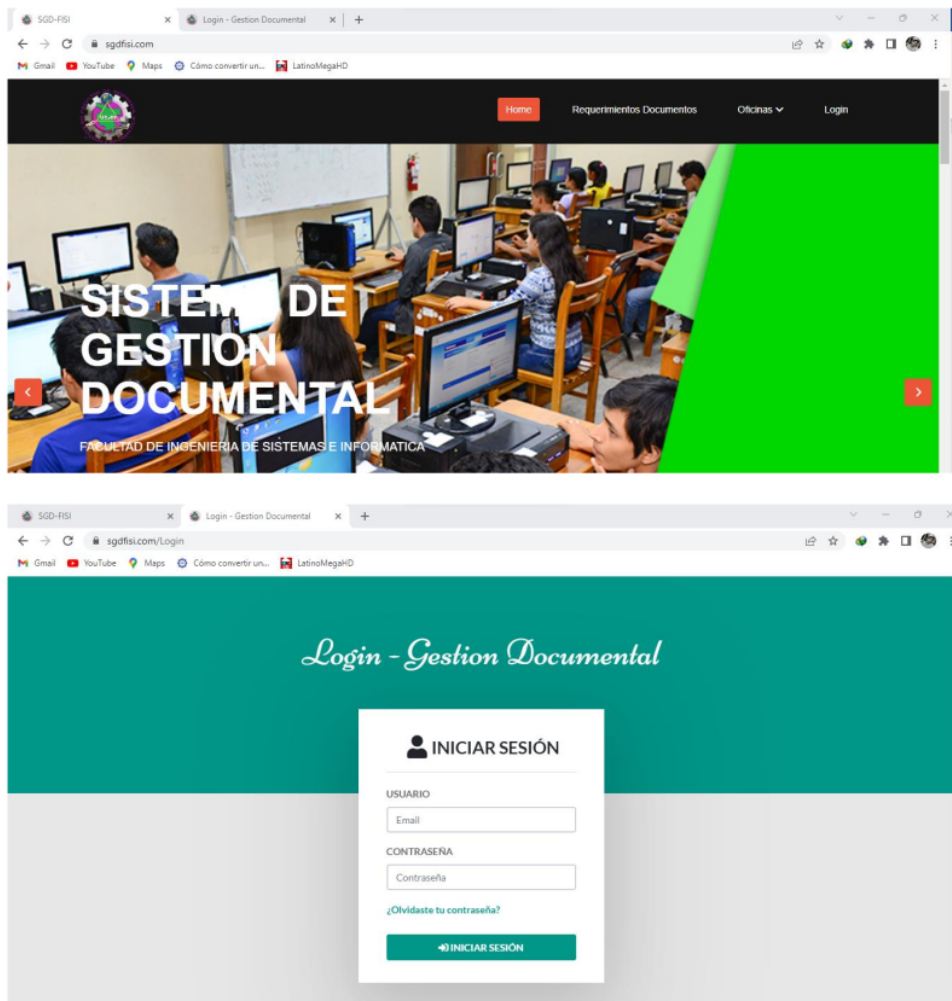 SGD-FISI
Login - Gestion Documental
sgdfisi.com
Gmail YouTube Maps Cómo convertir un... LatinoMegaHD
Home Requerimientos Documentos Oficinas Login
SISTEMA DE
GESTION
DOCUMENTAL
FACULTAD DE INGENIERIA DE SISTEMAS E INFORMATICA
SGD-FISI
Login - Gestion Documental
sgdfisi.com/Login
Gmail YouTube Maps Cómo convertir un... LatinoMegaHD
Login - Gestion Documental
INICIAR SESIÓN
USUARIO
Email
CONTRASEÑA
Contraseña
¿Olvidaste tu contraseña?
INICIAR SESIÓN